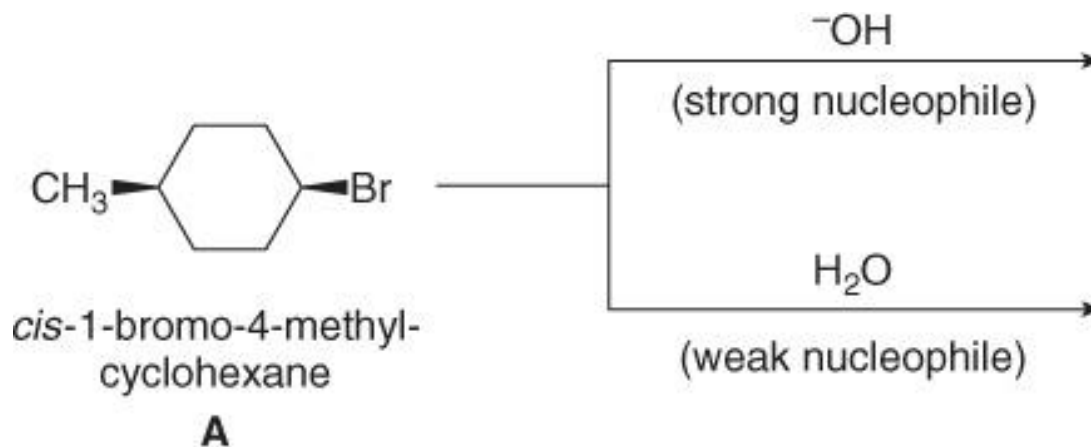 ⁻OH
(strong nucleophile)
CH₃
Br
H₂O
(weak nucleophile)
cis-1-bromo-4-methyl-
cyclohexane
A